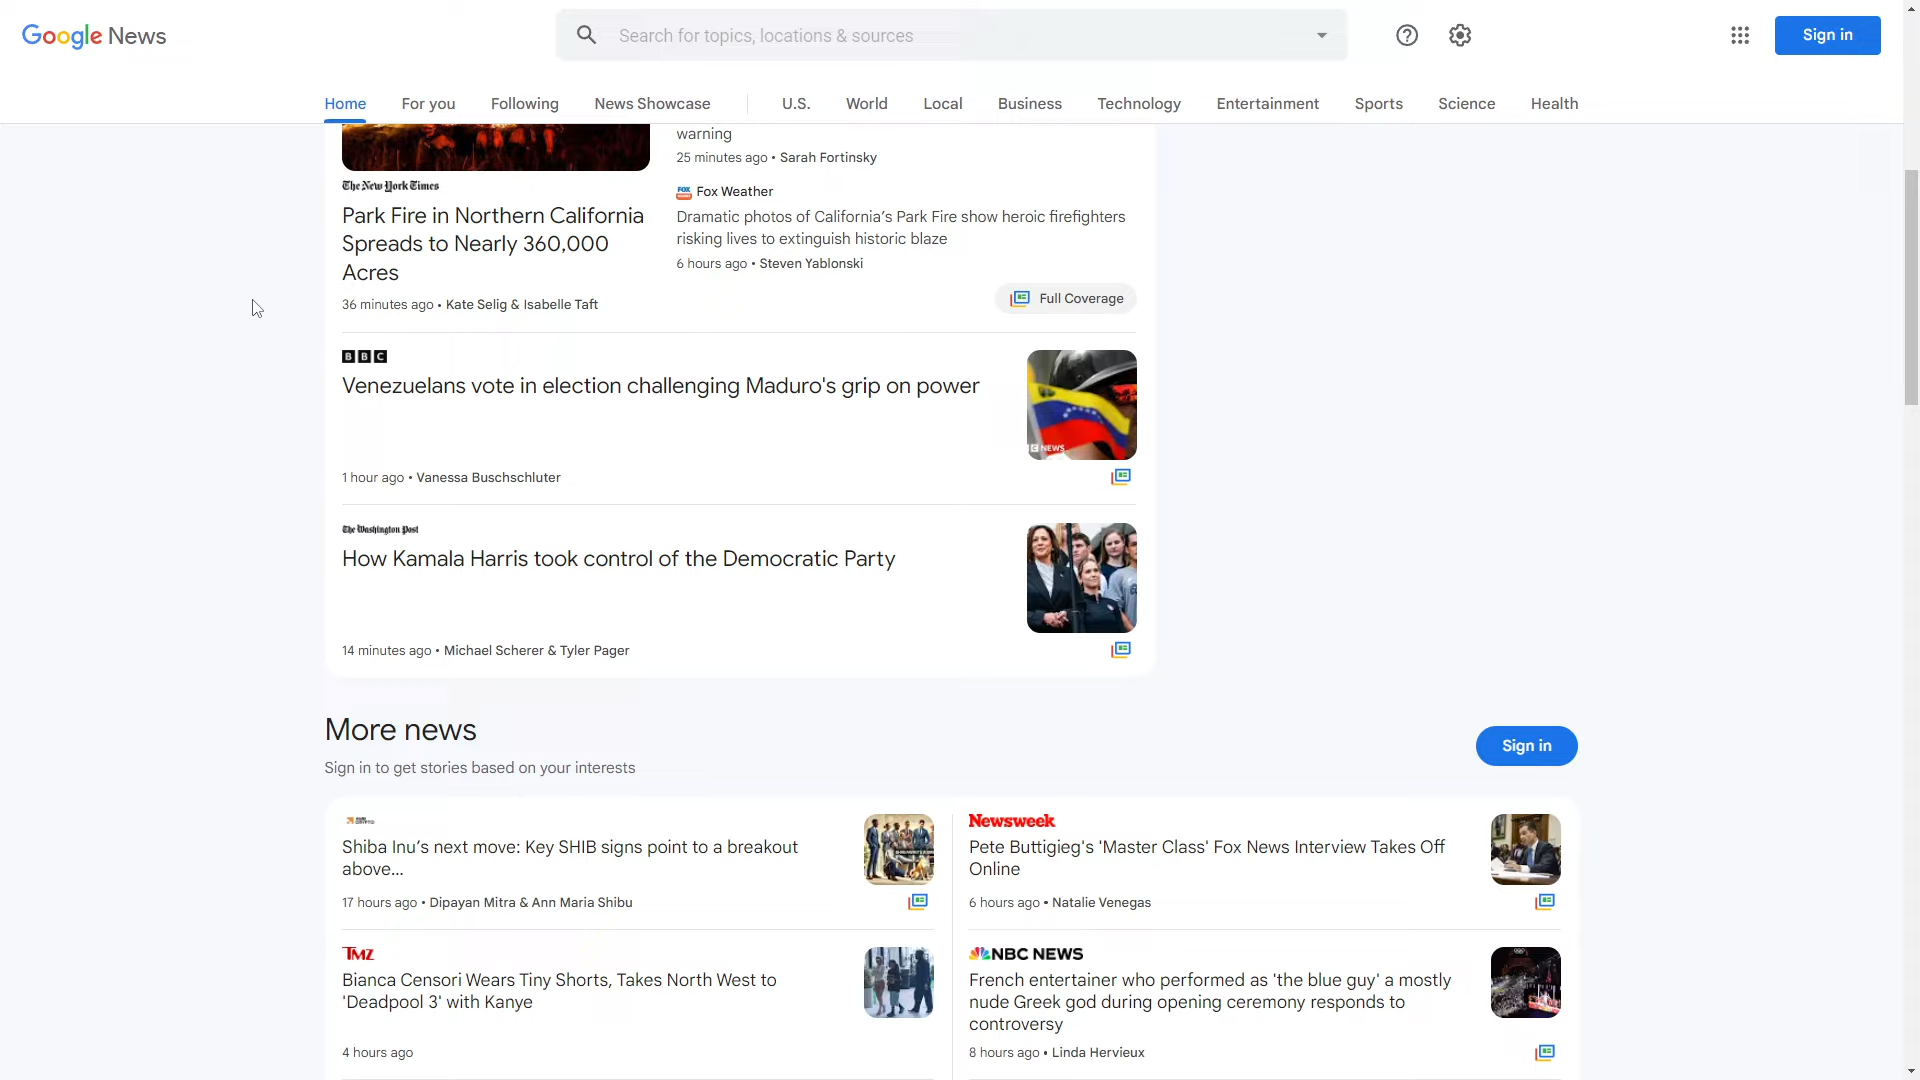 Google News
Search for topics, locations & sources
Sign in
Home
For you
Following
News Showcase
U.S.
World
Local
Business
Technology
Entertainment
Sports
Science
Health
The New York Times
Park Fire in Northern California
Spreads to Nearly 360,000
Acres
36 minutes ago • Kate Selig & Isabelle Taft
warning
25 minutes ago • Sarah Fortinsky
Fox Weather
Dramatic photos of California's Park Fire show heroic firefighters
risking lives to extinguish historic blaze
6 hours ago • Steven Yablonski
Full Coverage
BBC
Venezuelans vote in election challenging Maduro's grip on power
NEWS
1 hour ago • Vanessa Buschschluter
The Washington Post
How Kamala Harris took control of the Democratic Party
14 minutes ago • Michael Scherer & Tyler Pager
More news
Sign in to get stories based on your interests
Sign in
Shiba Inu's next move: Key SHIB signs point to a breakout
above...
17 hours ago • Dipayan Mitra & Ann Maria Shibu
Newsweek
Pete Buttigieg's 'Master Class' Fox News Interview Takes Off
Online
6 hours ago • Natalie Venegas
TMZ
Bianca Censori Wears Tiny Shorts, Takes North West to
'Deadpool 3' with Kanye
4 hours ago
NBC NEWS
French entertainer who performed as 'the blue guy' a mostly
nude Greek god during opening ceremony responds to
controversy
8 hours ago • Linda Hervieux